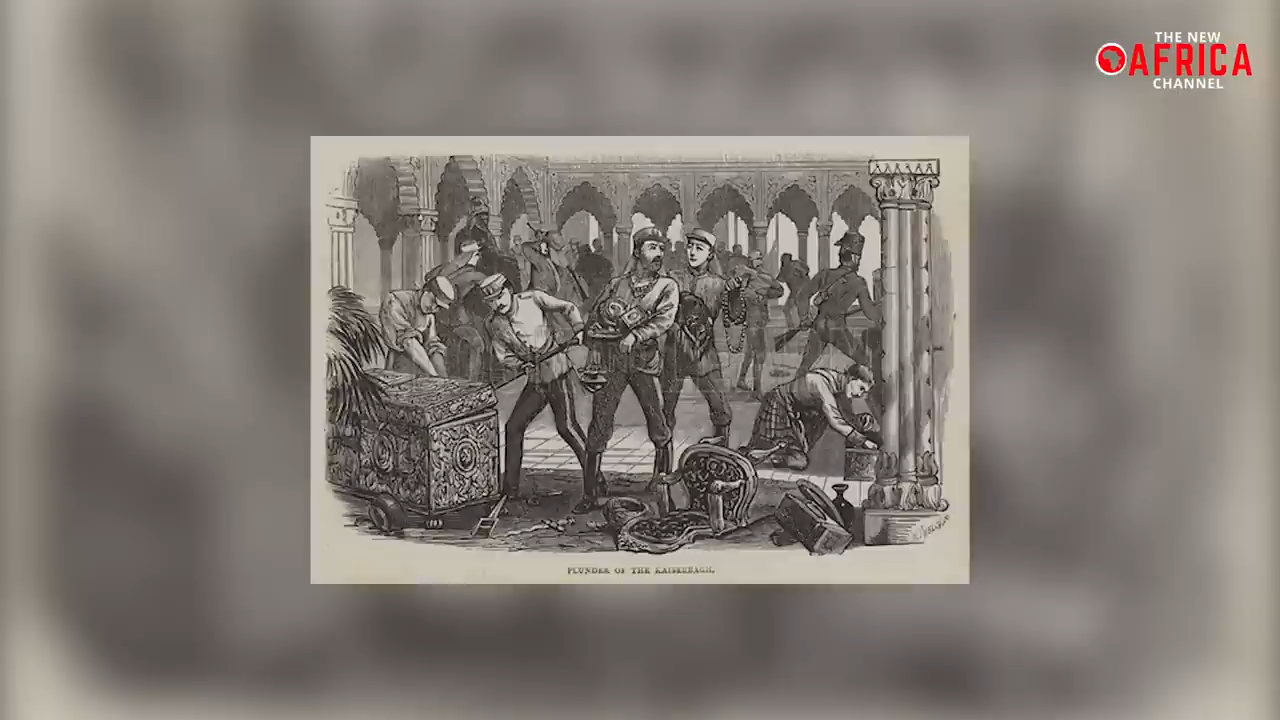 THE NEW
AFRICA
CHANNEL
PLUNDER OF THE KAISERBAGH.